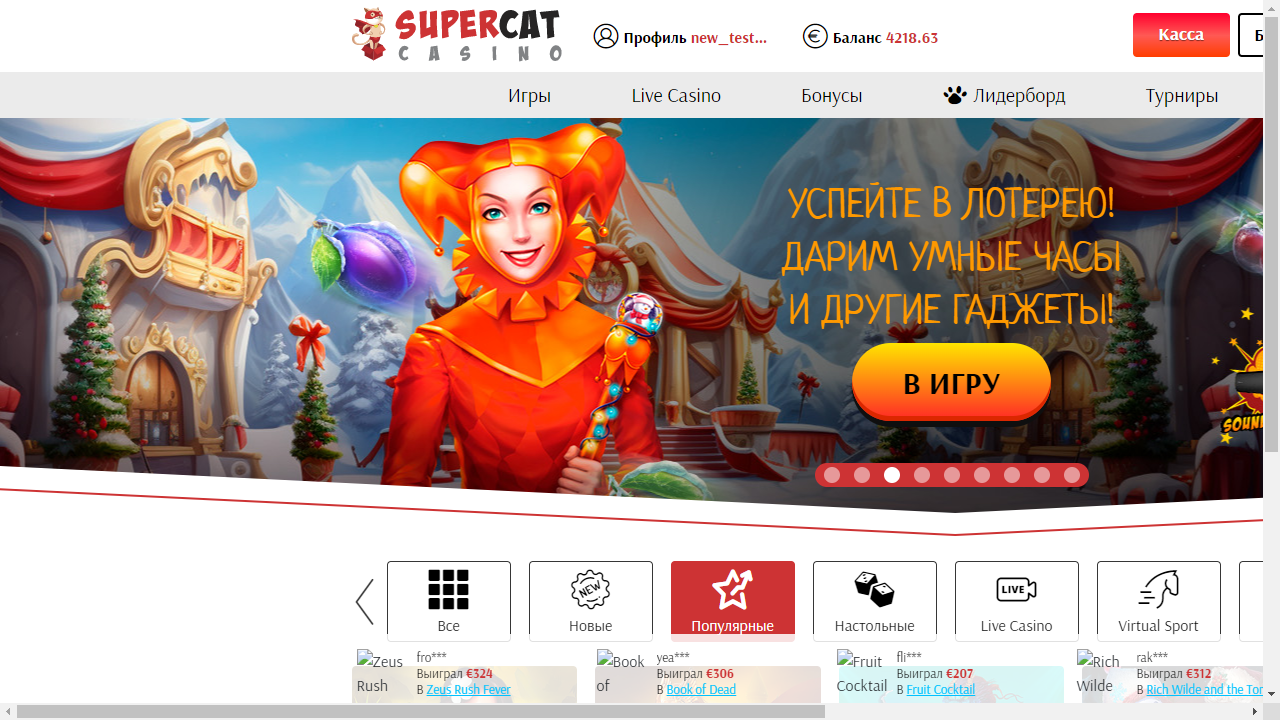 SUPERCAT
CASINO
Профиль new_test...
Баланс 4218.63
Касса
Игры
Live Casino
Бонусы
Лидерборд
Турниры
УСПЕЙТЕ В ЛОТЕРЕЮ!
ДАРИМ УМНЫЕ ЧАСЫ
И ДРУГИЕ ГАДЖЕТЫ!
В ИГРУ
Все
NEW
Новые
Популярные
Настольные
LIVE
Live Casino
Virtual Sport
Zeus
Rush
fro***
Выиграл €324
В Zeus Rush Fever
Book
of
yea***
Выиграл €306
В Book of Dead
Fruit
Cocktail
fli***
Выиграл €207
В Fruit Cocktail
Rich
Wilde
rak***
Выиграл €312
В Rich Wilde and the